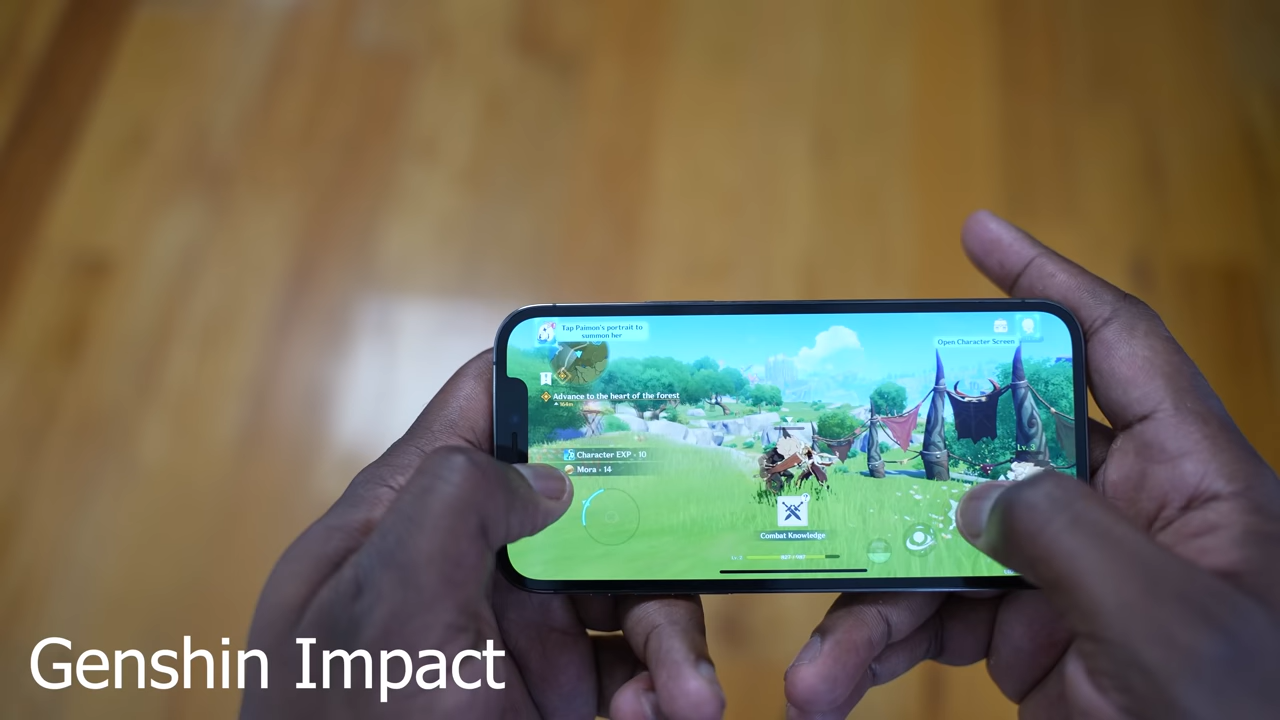 Tap Paimon's portrait to
summon her
Open Character Screen
Advance to the heart of the forest
164m
Character EXP × 10
Mora × 14
Combat Knowledge
Genshin Impact